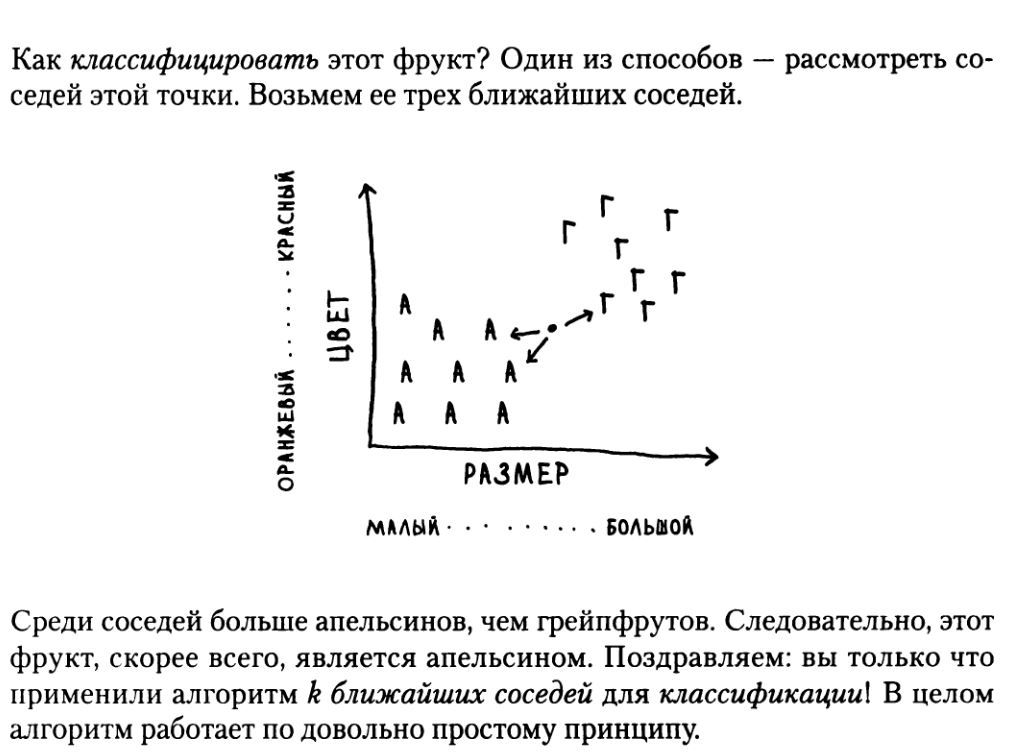 Как классифицировать этот фрукт? Один из способов — рассмотреть со-
седей этой точки. Возьмем ее трех ближайших соседей.
ОРАНЖЕВЫЙ ...... КРАСНЫЙ
ЦВЕТ
Г
Г Г
Г
Г Г
А Г Г
А А
А А А
А А А
РАЗМЕР
МАЛЫЙ · · · · · · · · · БОЛЬШОЙ
Среди соседей больше апельсинов, чем грейпфрутов. Следовательно, этот
фрукт, скорее всего, является апельсином. Поздравляем: вы только что
применили алгоритм k ближайших соседей для классификации! В целом
алгоритм работает по довольно простому принципу.